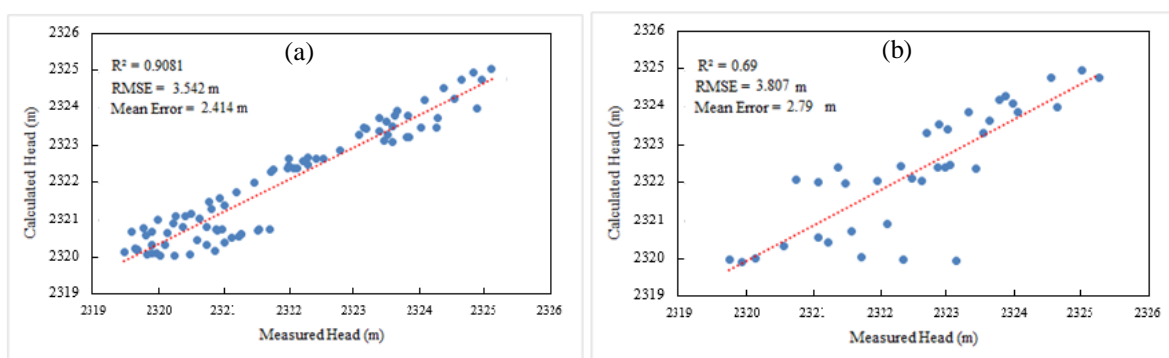 (a)
R² = 0.9081
RMSE = 3.542 m
Mean Error = 2.414 m
Calculated Head (m)
2326
2325
2324
2323
2322
2321
2320
2319
2319 2320 2321 2322 2323 2324 2325 2326
Measured Head (m)
(b)
R² = 0.69
RMSE = 3.807 m
Mean Error = 2.79 m
Calculated Head (m)
2326
2325
2324
2323
2322
2321
2320
2319
2319 2320 2321 2322 2323 2324 2325 2326
Measured Head (m)